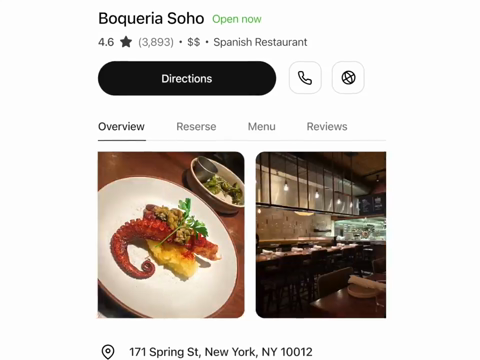 Boqueria Soho Open now
4.6 ★ (3,893) • $$ • Spanish Restaurant
Directions
Overview Reserse Menu Reviews
171 Spring St, New York, NY 10012